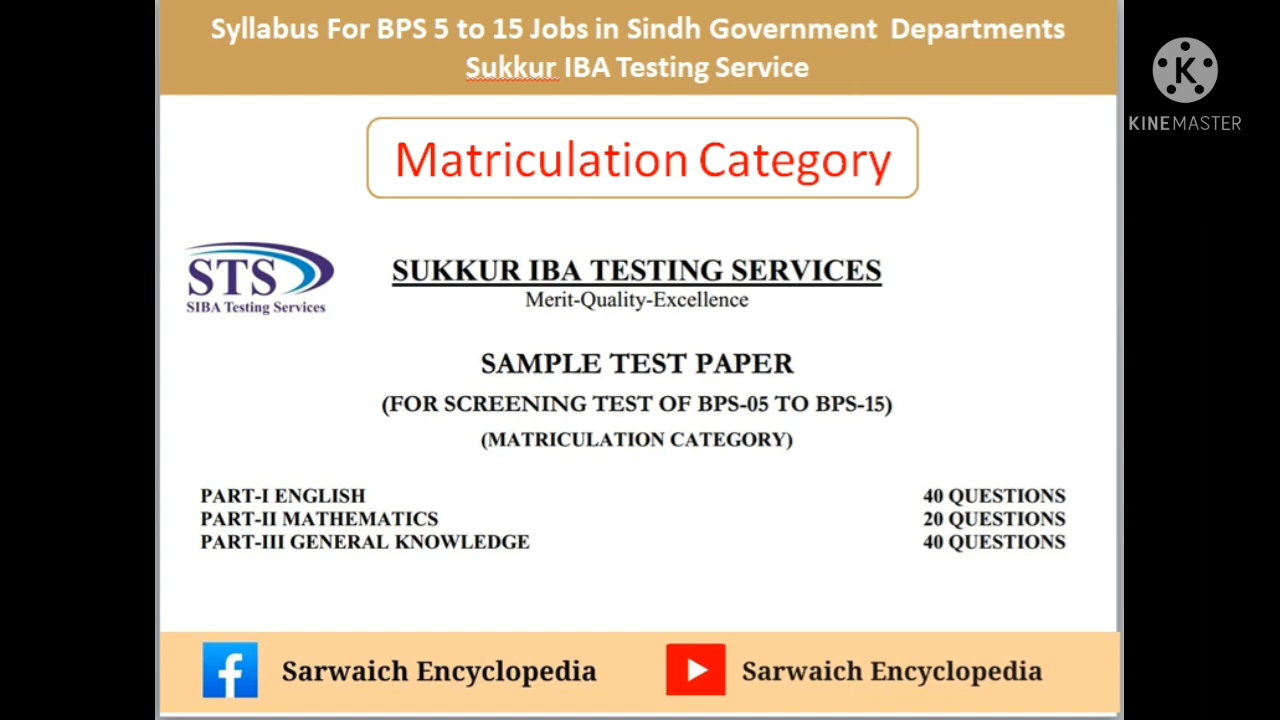 Syllabus For BPS 5 to 15 Jobs in Sindh Government Departments
Sukkur IBA Testing Service
K
KINEMASTER
Matriculation Category
STS
SIBA Testing Services
SUKKUR IBA TESTING SERVICES
Merit-Quality-Excellence
SAMPLE TEST PAPER
(FOR SCREENING TEST OF BPS-05 TO BPS-15)
(MATRICULATION CATEGORY)
PART-I ENGLISH 40 QUESTIONS
PART-II MATHEMATICS 20 QUESTIONS
PART-III GENERAL KNOWLEDGE 40 QUESTIONS
f Sarwaich Encyclopedia Sarwaich Encyclopedia